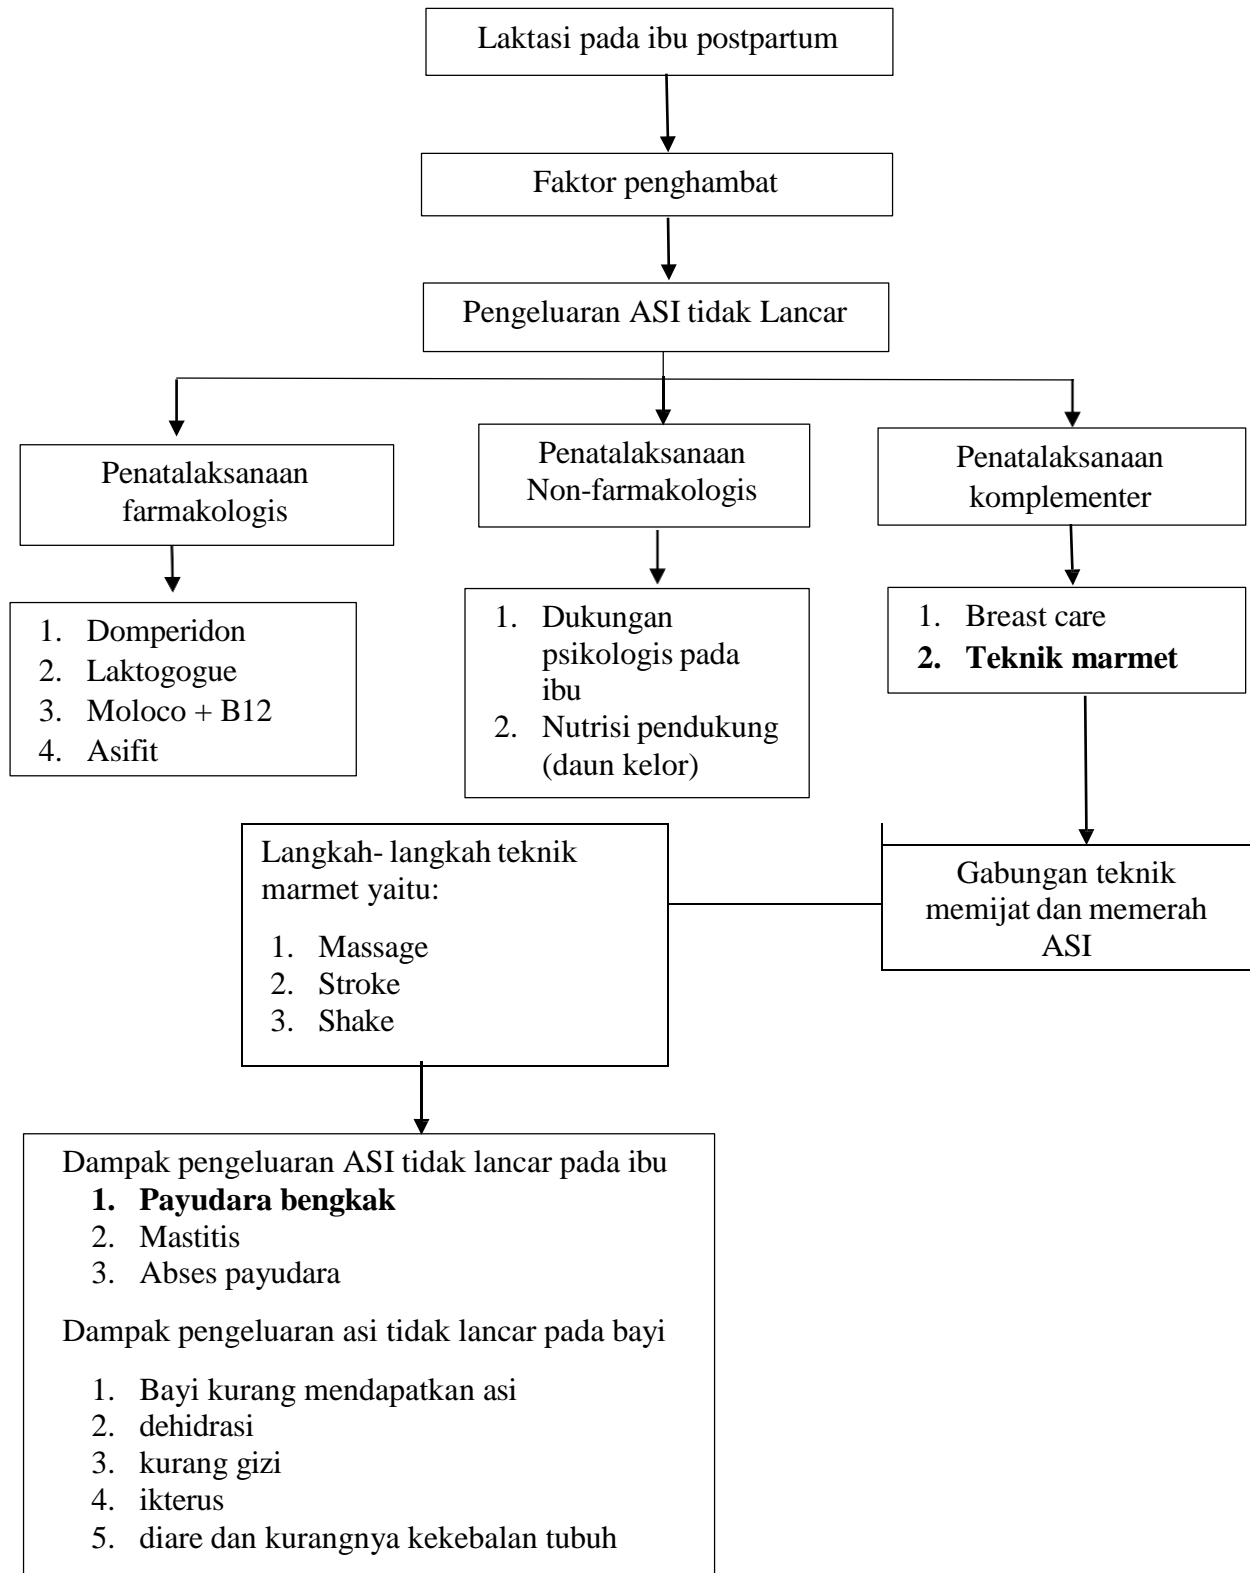 Laktasi pada ibu postpartum
Faktor penghambat
Pengeluaran ASI tidak Lancar
Penatalaksanaan
farmakologis
Penatalaksanaan
Non-farmakologis
Penatalaksanaan
komplementer
1. Domperidon
2. Laktogogue
3. Moloco + B12
4. Asifit
1. Dukungan
psikologis pada
ibu
2. Nutrisi pendukung
(daun kelor)
1. Breast care
2. Teknik marmet
Langkah- langkah teknik
marmet yaitu:
1. Massage
2. Stroke
3. Shake
Gabungan teknik
memijat dan memerah
ASI
Dampak pengeluaran ASI tidak lancar pada ibu
1. Payudara bengkak
2. Mastitis
3. Abses payudara
Dampak pengeluaran asi tidak lancar pada bayi
1. Bayi kurang mendapatkan asi
2. dehidrasi
3. kurang gizi
4. ikterus
5. diare dan kurangnya kekebalan tubuh